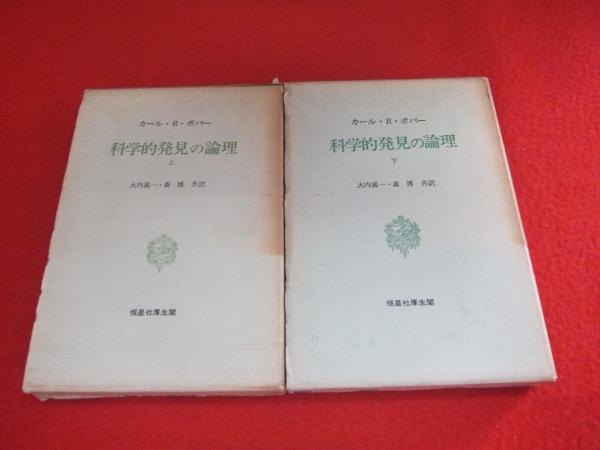 カール・R・ポパー
科学的発見の論理
上
大内義一・森 博 共訳
恒星社厚生閣
カール・R・ポパー
科学的発見の論理
下
大内義一・森 博 共訳
恒星社厚生閣